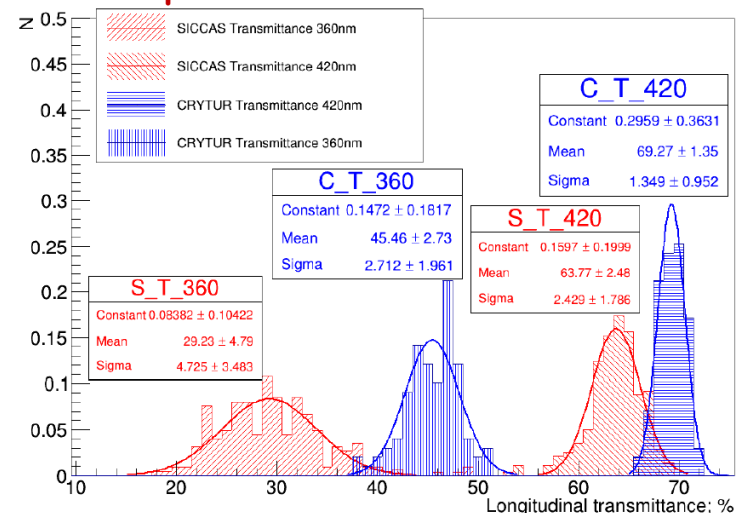 N
0.5
0.45
0.4
0.35
0.3
0.25
0.2
0.15
0.1
0.05
0
SICCAS Transmittance 360nm
SICCAS Transmittance 420nm
CRYTUR Transmittance 420nm
CRYTUR Transmittance 360nm
C_T_420
Constant 0.2959 ± 0.3631
Mean 69.27 ± 1.35
Sigma 1.349 ± 0.952
C_T_360
Constant 0.1472 ± 0.1817
Mean 45.46 ± 2.73
Sigma 2.712 ± 1.961
S_T_420
Constant 0.1597 ± 0.1999
Mean 63.77 ± 2.48
Sigma 2.429 ± 1.786
S_T_360
Constant 0.08382 ± 0.10422
Mean 29.23 ± 4.79
Sigma 4.725 ± 3.483
10 20 30 40 50 60 70
Longitudinal transmittance; %